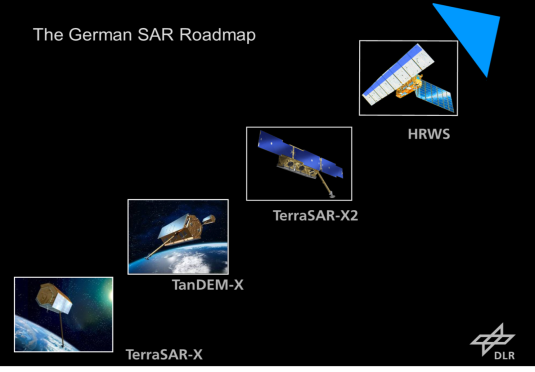 The German SAR Roadmap
HRWS
TerraSAR-X2
TanDEM-X
TerraSAR-X
DLR